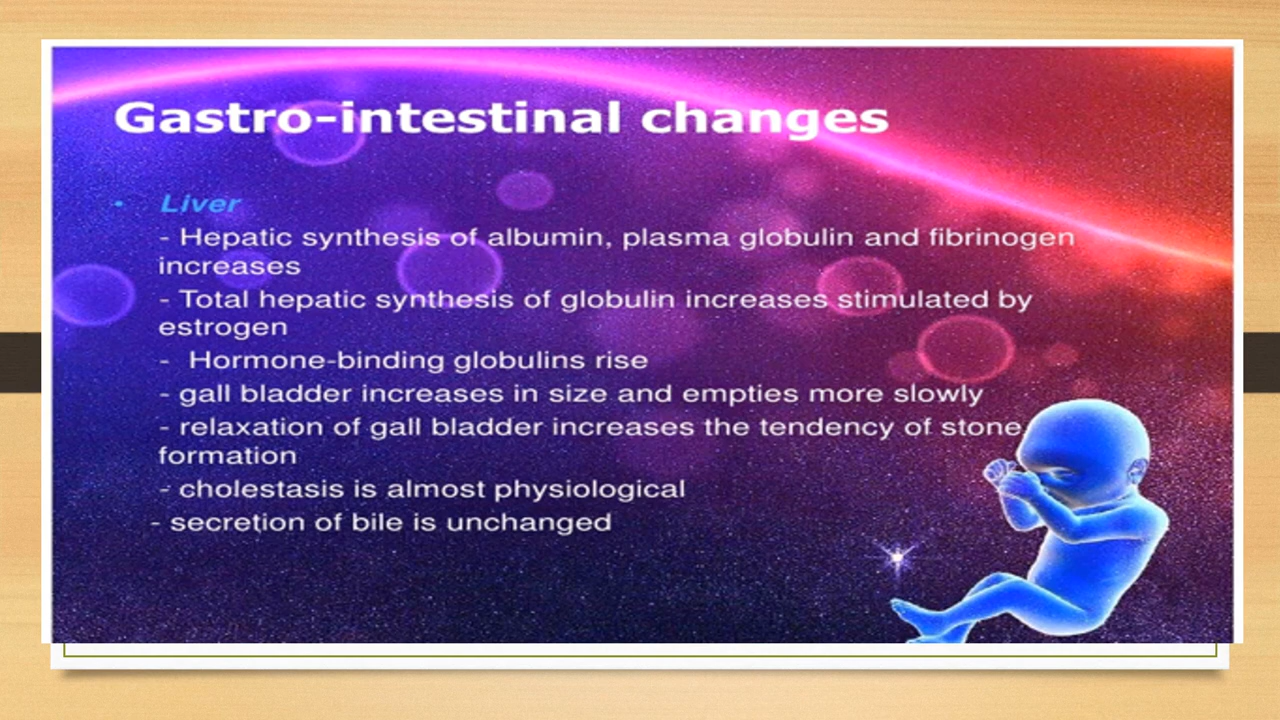 Gastro-intestinal changes
• Liver
- Hepatic synthesis of albumin, plasma globulin and fibrinogen
increases
- Total hepatic synthesis of globulin increases stimulated by
estrogen
- Hormone-binding globulins rise
- gall bladder increases in size and empties more slowly
- relaxation of gall bladder increases the tendency of stone
formation
- cholestasis is almost physiological
- secretion of bile is unchanged